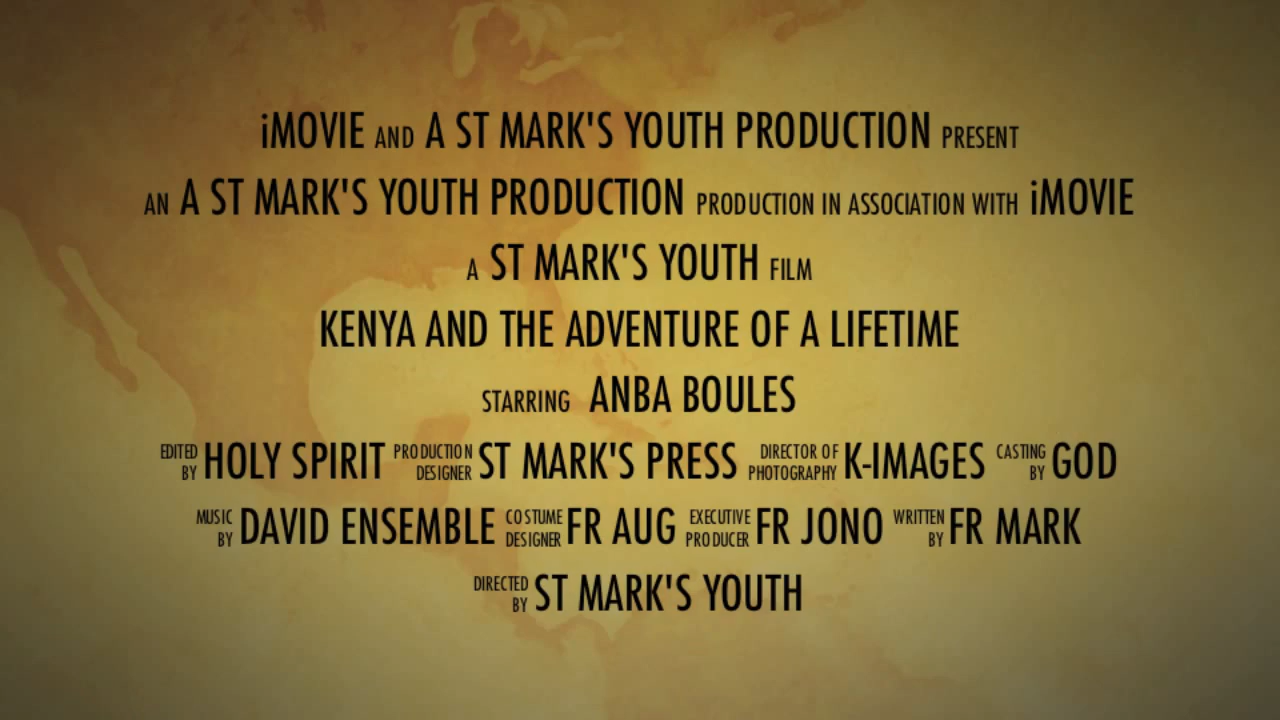 iMOVIE AND A ST MARK'S YOUTH PRODUCTION PRESENT
AN A ST MARK'S YOUTH PRODUCTION PRODUCTION IN ASSOCIATION WITH iMOVIE
A ST MARK'S YOUTH FILM
KENYA AND THE ADVENTURE OF A LIFETIME
STARRING ANBA BOULES
EDITED BY HOLY SPIRIT PRODUCTION DESIGNER ST MARK'S PRESS DIRECTOR OF PHOTOGRAPHY K-IMAGES CASTING BY GOD
MUSIC BY DAVID ENSEMBLE COSTUME DESIGNER FR AUG EXECUTIVE PRODUCER FR JONO WRITTEN BY FR MARK
DIRECTED BY ST MARK'S YOUTH